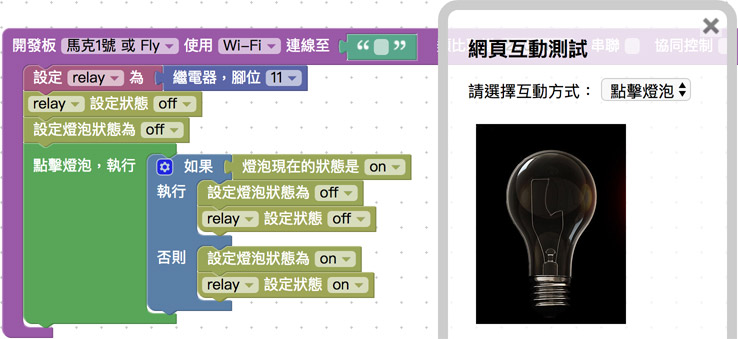 開發板 馬克1號 或 Fly 使用 Wi-Fi 連線至 “ ” 串聯 協同控制
設定 relay 為 繼電器，腳位 11
relay 設定狀態 off
設定燈泡狀態為 off
點擊燈泡，執行 如果 燈泡現在的狀態是 on
執行 設定燈泡狀態為 off
relay 設定狀態 off
否則 設定燈泡狀態為 on
relay 設定狀態 on
網頁互動測試
請選擇互動方式： 點擊燈泡